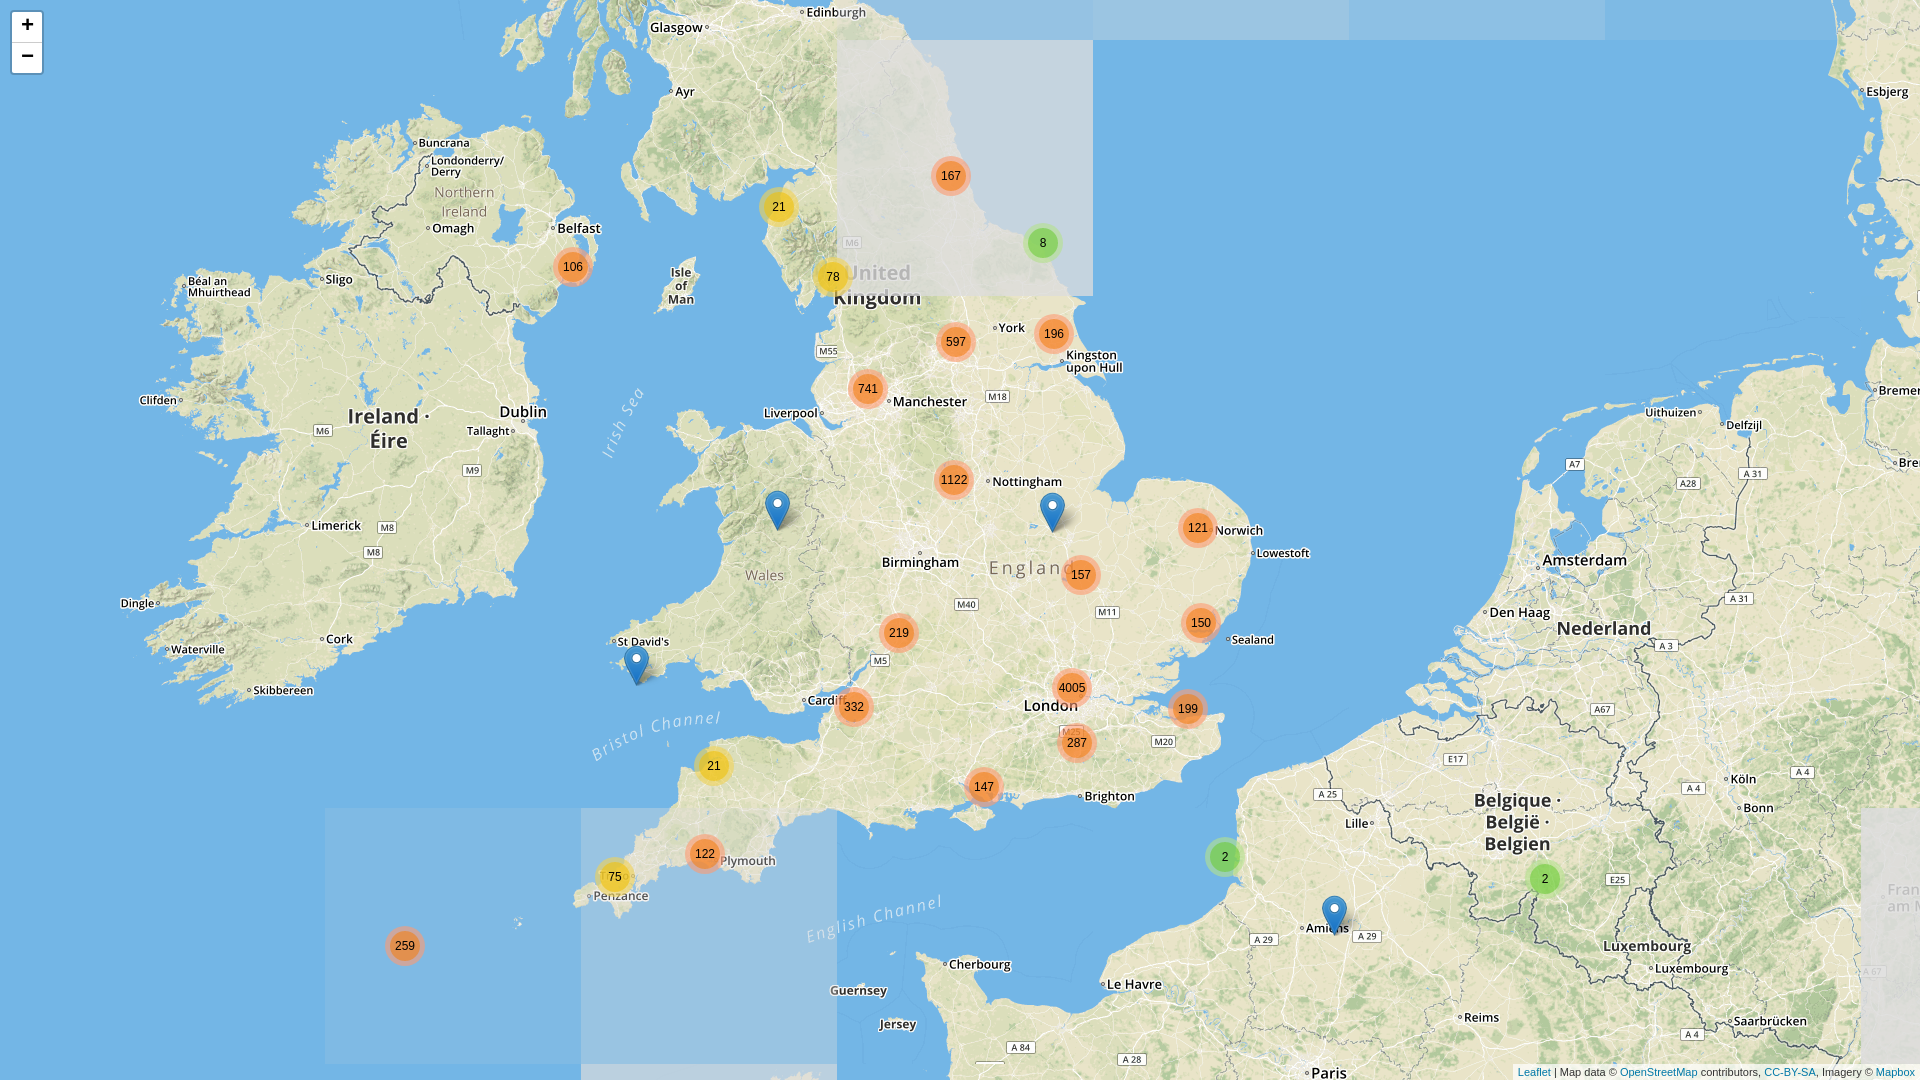 +
−
Edinburgh
Glasgow
Ayr
Esbjerg
Buncrana
Londonderry/
Derry
Northern
Ireland
Omagh
Belfast
106
167
21
8
M6
78
United
Kingdom
Isle
of
Man
Sligo
Béal an
Mhuirthead
York
196
597
M55
Kingston
upon Hull
741
Manchester
M18
Liverpool
Clifden
Ireland ·
Éire
Dublin
Tallaght
M6
M9
Irish Sea
Uithuizen
Delfzijl
A7
A 31
A28
1122
Nottingham
Limerick
M8
M8
121
Norwich
Lowestoft
Birmingham
England
157
Wales
Amsterdam
M40
M11
Den Haag
A 31
Nederland
Dingle
Cork
Waterville
Skibbereen
St David's
219
150
Sealand
M5
A 3
4005
London
Cardiff
332
199
A67
Bristol Channel
M25
287
M20
E17
21
147
Brighton
A 25
Lille
Köln
A 4
A 4
Bonn
Belgique ·
België ·
Belgien
122
Plymouth
75
Penzance
2
2
E25
259
English Channel
Amiens
A 29
A 29
Luxembourg
Luxembourg
A 67
Cherbourg
Guernsey
Le Havre
Jersey
Reims
Saarbrücken
A 4
A 84
A 28
Paris
Leaflet | Map data © OpenStreetMap contributors, CC-BY-SA, Imagery © Mapbox